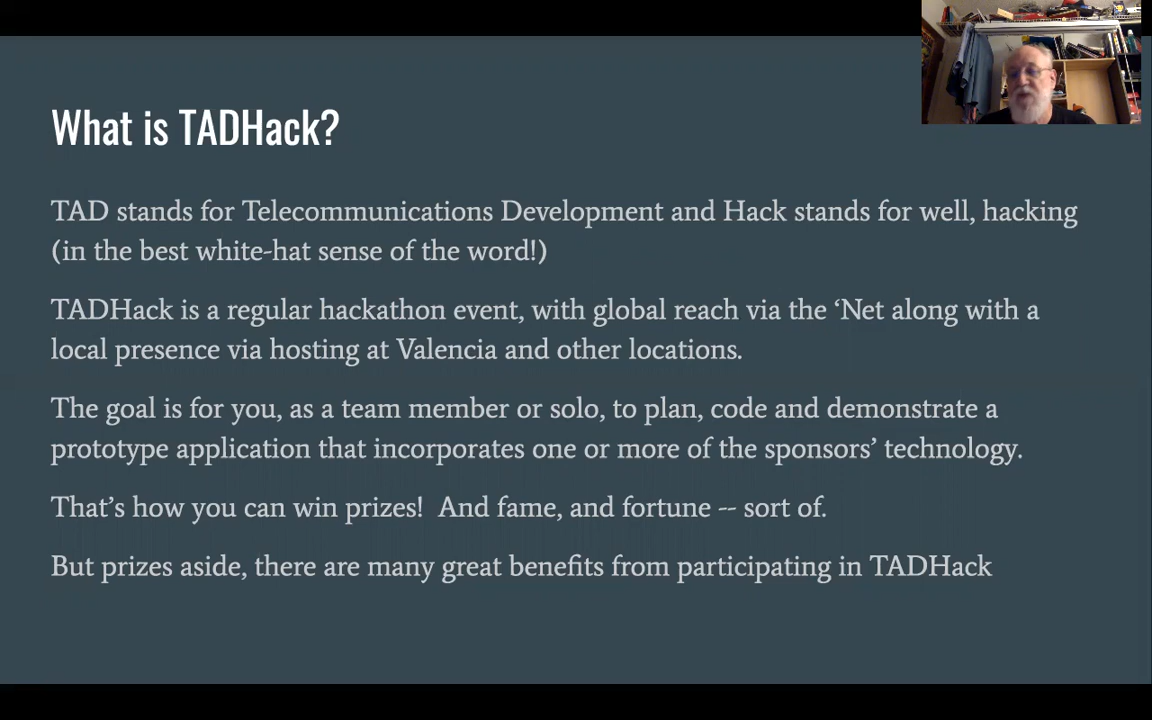 What is TADHack?
TAD stands for Telecommunications Development and Hack stands for well, hacking
(in the best white-hat sense of the word!)
TADHack is a regular hackathon event, with global reach via the ‘Net along with a
local presence via hosting at Valencia and other locations.
The goal is for you, as a team member or solo, to plan, code and demonstrate a
prototype application that incorporates one or more of the sponsors’ technology.
That’s how you can win prizes!  And fame, and fortune -- sort of.
But prizes aside, there are many great benefits from participating in TADHack